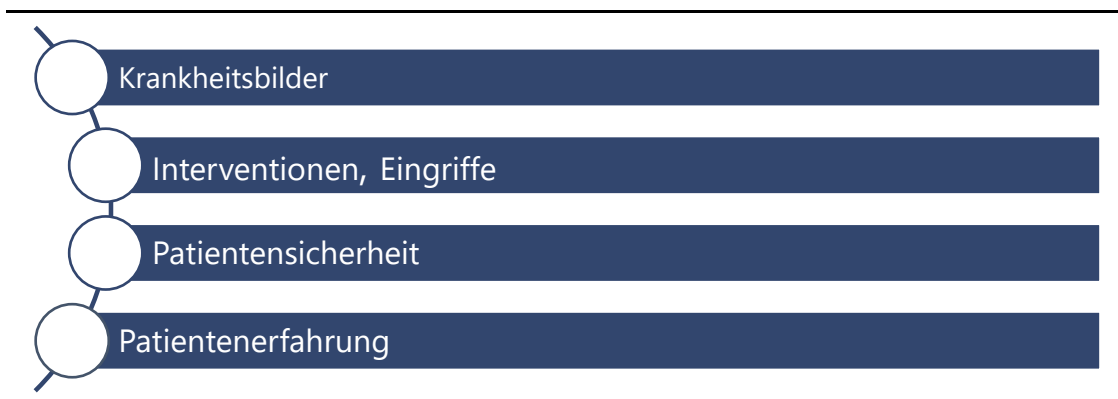 Krankheitsbilder
Interventionen, Eingriffe
Patientensicherheit
Patientenerfahrung